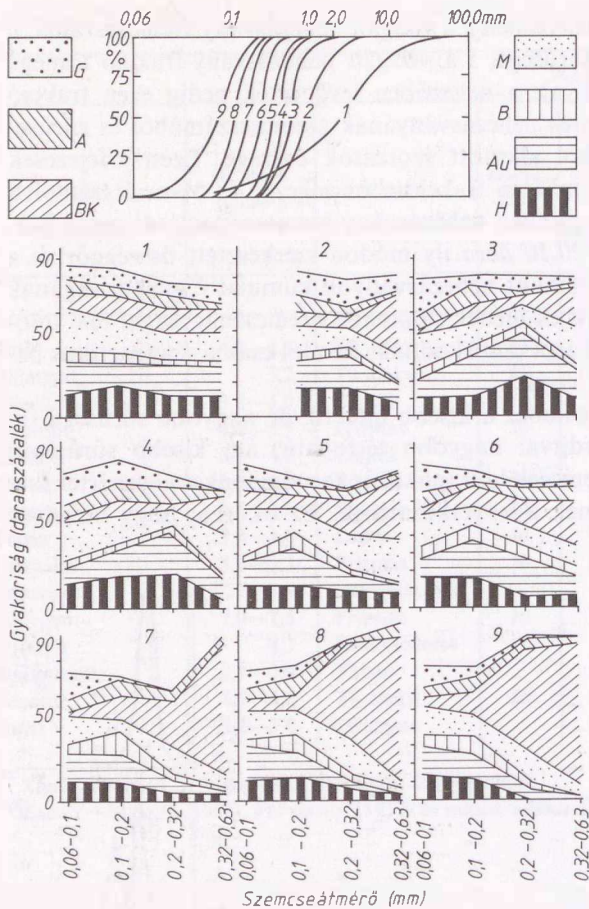 0,06 0,1 1,0 2,0 10,0 100,0mm
100
%
75
50
25
0
9 8 7 6 5 4 3 2 1
7
G
A
BK
M
B
Au
H
1 2 3
90
50
0
4 5 6
90
50
0
7 8 9
90
50
0
Gyakoriság (darabszázalék)
0,06-0,1
0,1 -0,2
0,2 -0,32
0,32-0,63
0,06-0,1
0,1 - 0,2
0,2 -0,32
0,32-0,63
0,06-0,1
0,1 - 0,2
0,2 - 0,32
0,32-0,63
Szemcseátmérő (mm)